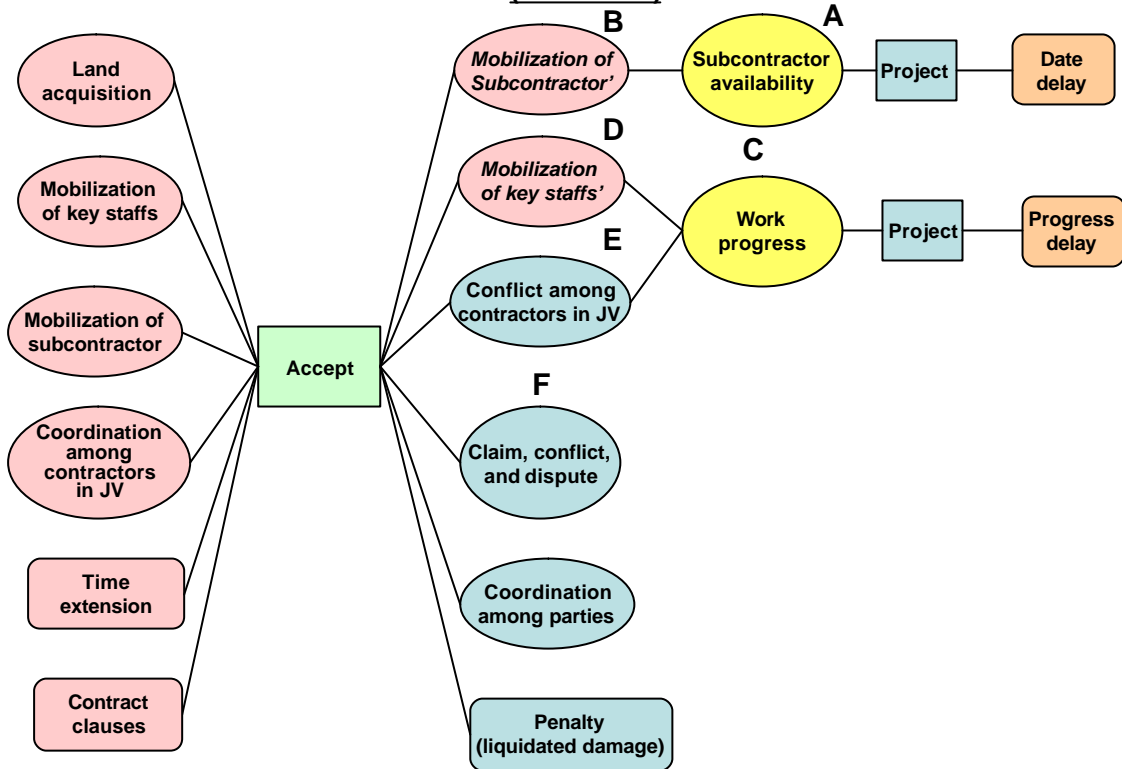 B
A
Land
acquisition
Mobilization of
Subcontractor’
Subcontractor
availability
Project
Date
delay
D
C
Mobilization
of key staffs
Mobilization
of key staffs’
Work
progress
Project
Progress
delay
E
Conflict among
contractors in JV
Mobilization of
subcontractor
Accept
F
Coordination
among
contractors
in JV
Claim, conflict,
and dispute
Time
extension
Coordination
among parties
Contract
clauses
Penalty
(liquidated damage)